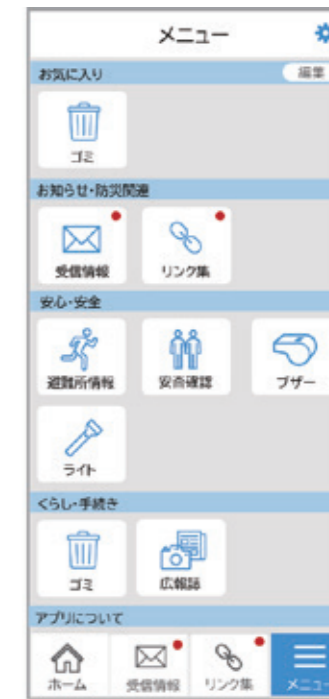 メニュー
お気に入り 編集
ゴミ
お知らせ・防災関連
受信情報 リンク集
安心・安全
避難所情報 安否確認 ブザー
ライト
くらし・手続き
ゴミ 広報誌
アプリについて
ホーム 受信情報 リンク集 メニュー